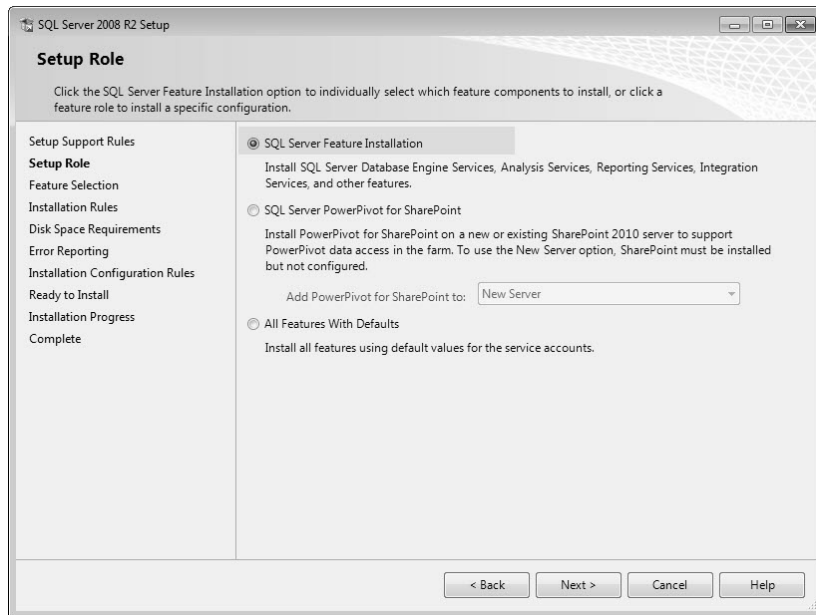 SQL Server 2008 R2 Setup
Setup Role
Click the SQL Server Feature Installation option to individually select which feature components to install, or click a
feature role to install a specific configuration.
Setup Support Rules
Setup Role
Feature Selection
Installation Rules
Disk Space Requirements
Error Reporting
Installation Configuration Rules
Ready to Install
Installation Progress
Complete
SQL Server Feature Installation
Install SQL Server Database Engine Services, Analysis Services, Reporting Services, Integration
Services, and other features.
SQL Server PowerPivot for SharePoint
Install PowerPivot for SharePoint on a new or existing SharePoint 2010 server to support
PowerPivot data access in the farm. To use the New Server option, SharePoint must be installed
but not configured.
Add PowerPivot for SharePoint to: New Server
All Features With Defaults
Install all features using default values for the service accounts.
< Back Next > Cancel Help